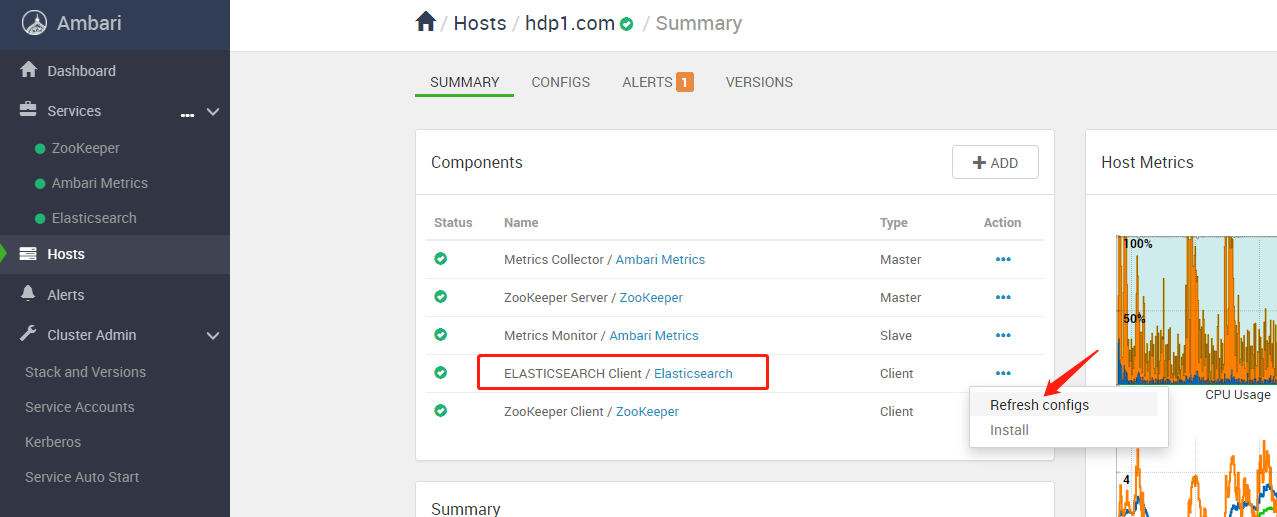 Ambari
/ Hosts / hdp1.com / Summary
Dashboard
Services ...
ZooKeeper
Ambari Metrics
Elasticsearch
Hosts
Alerts
Cluster Admin
Stack and Versions
Service Accounts
Kerberos
Service Auto Start
SUMMARY CONFIGS ALERTS 1 VERSIONS
Components + ADD
Status Name Type Action
Metrics Collector / Ambari Metrics Master ...
ZooKeeper Server / ZooKeeper Master ...
Metrics Monitor / Ambari Metrics Slave ...
ELASTICSEARCH Client / Elasticsearch Client ...
ZooKeeper Client / ZooKeeper Client
Refresh configs
Install
Summary
Host Metrics
100%
50%
CPU Usage
4